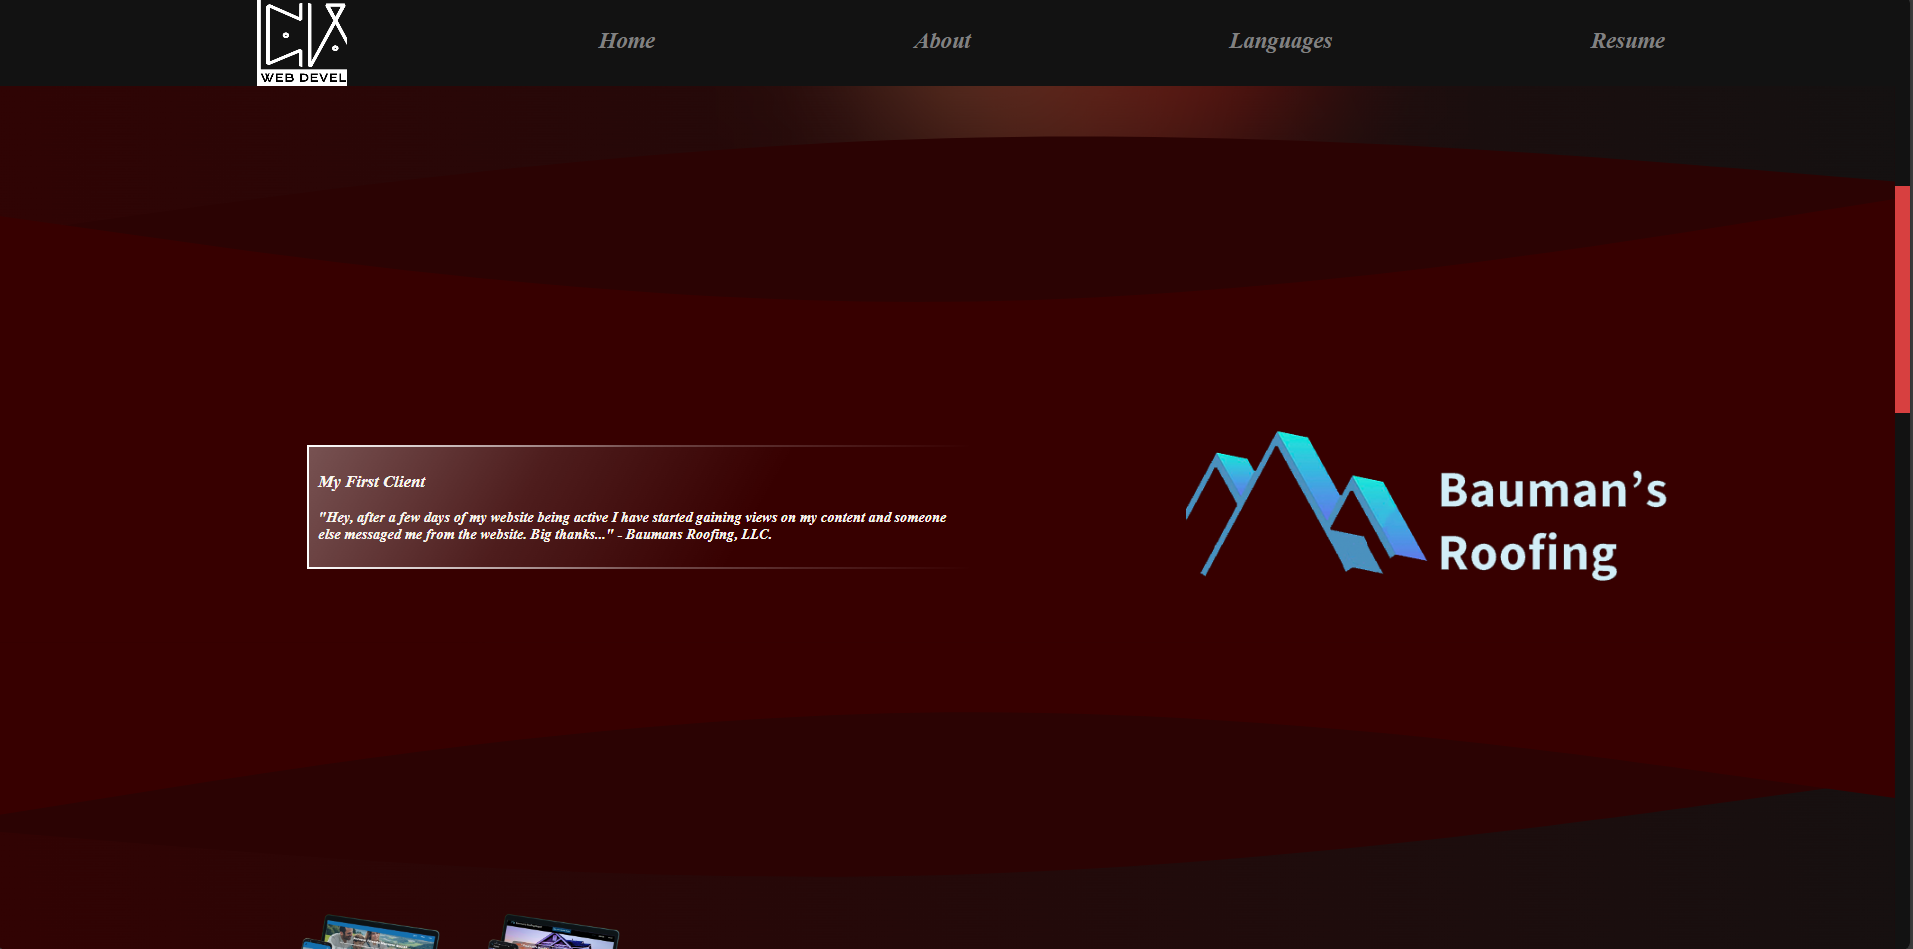 WEB DEVEL
Home
About
Languages
Resume
My First Client
"Hey, after a few days of my website being active I have started gaining views on my content and someone
else messaged me from the website. Big thanks..." - Baumans Roofing, LLC.
Bauman’s
Roofing